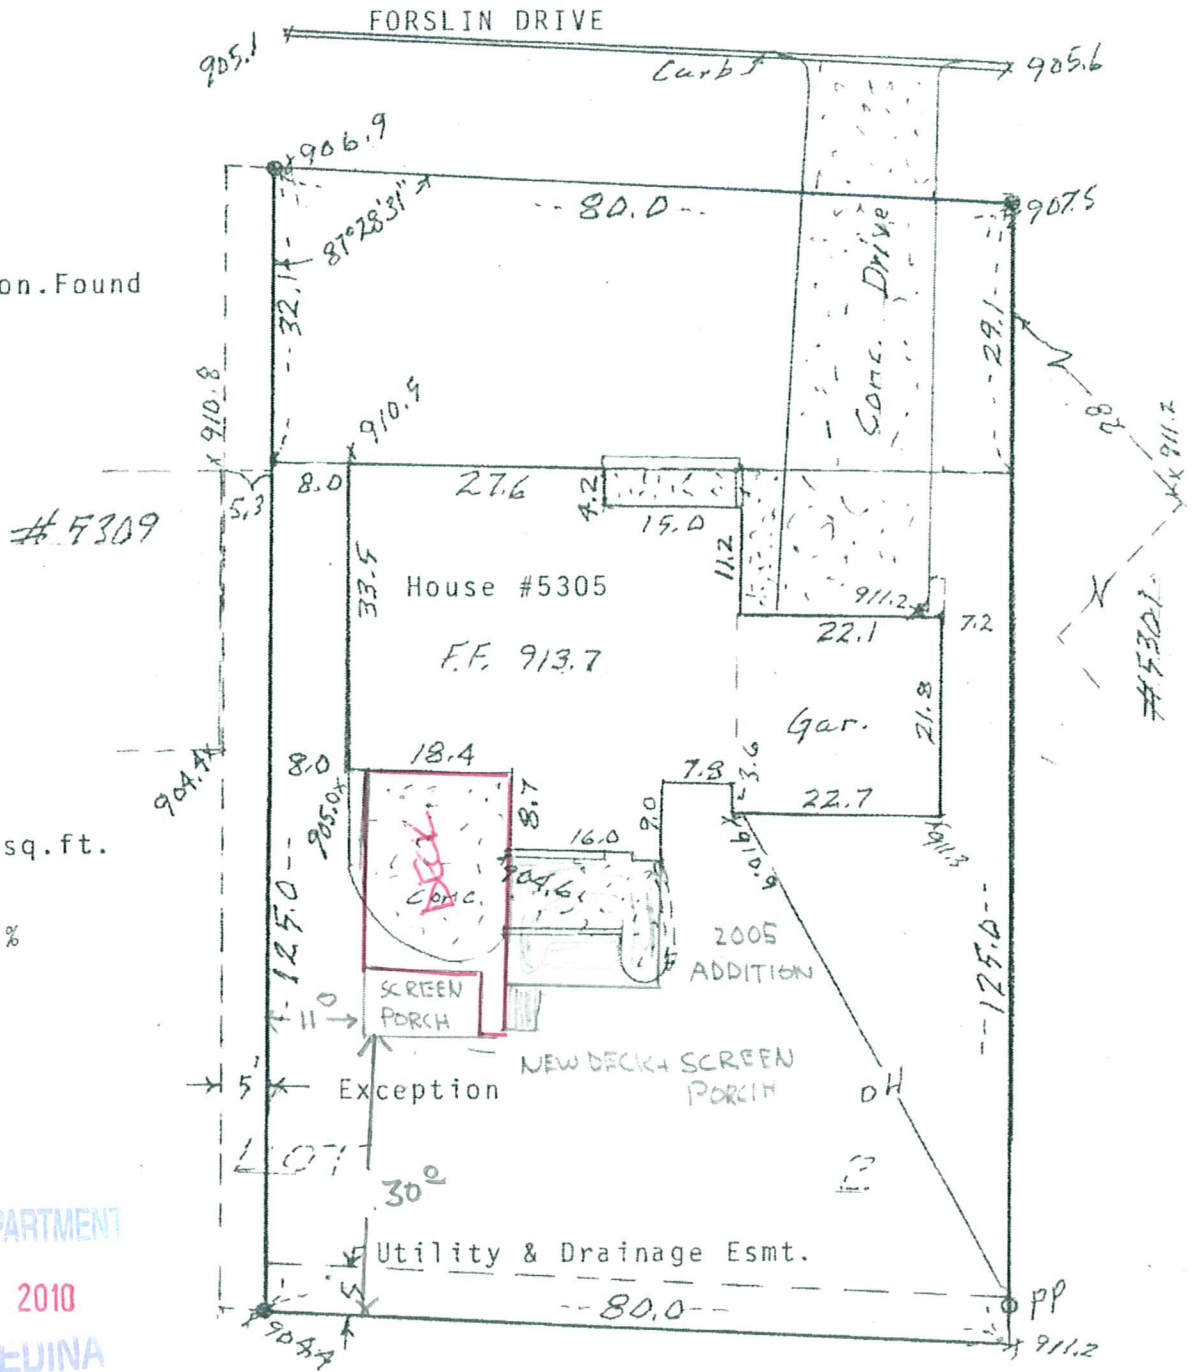 FORSLIN DRIVE
905.1
Curb
905.6
906.9
87°28'31"
--80.0--
907.5
on.Found
--32.1--
Conc. Drive
--29.1--
910.8
910.5
911.2
5.3
8.0
27.6
4.2
15.0
11.2
#5309
33.5
House #5305
911.2
22.1
7.2
F.F. 913.7
#5301
21.8
Gar.
8.0
18.4
7.8
3.6
22.7
904.4
905.0
DECK
8.7
16.0
9.0
910.9
911.3
sq.ft.
Conc.
904.6
%
--125.0--
2005
ADDITION
--125.0--
SCREEN
PORCH
11⁰
NEW DECK + SCREEN
PORCH
5'
Exception
OH
LOT
2
30⁰
PARTMENT
Utility & Drainage Esmt.
5
2010
--80.0--
PP
EDINA
904.4
911.2